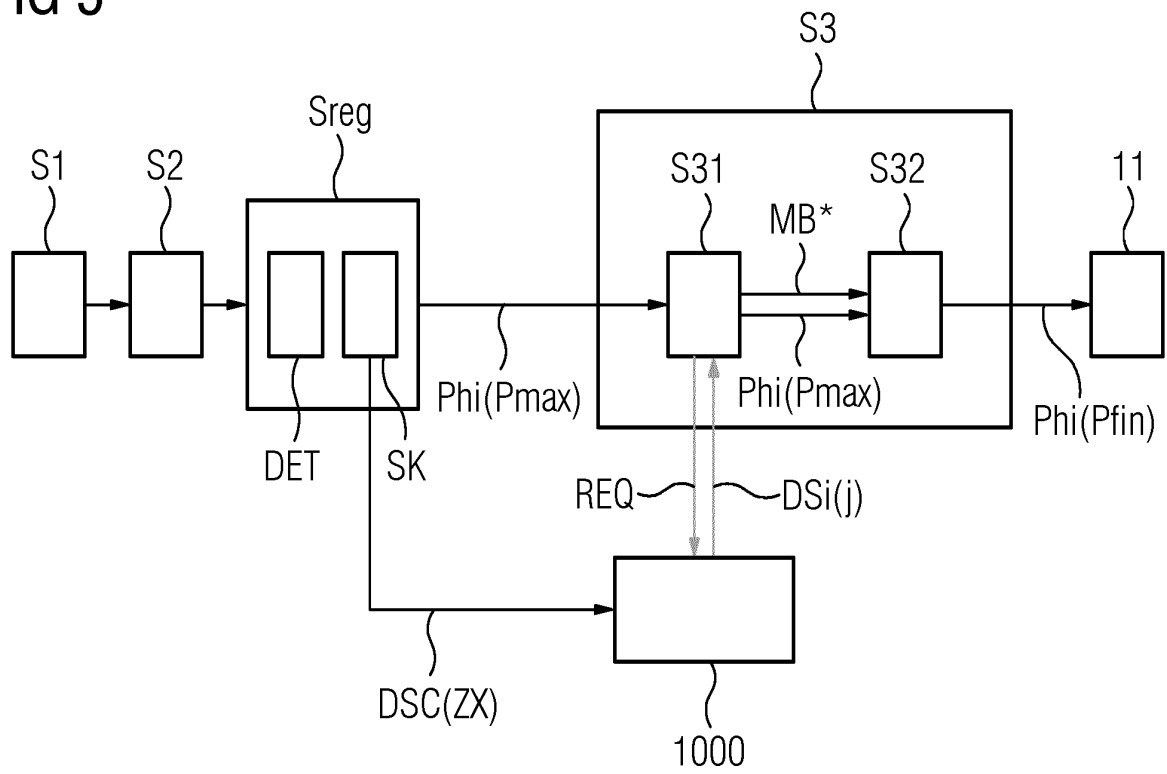 S3
Sreg
S1
S2
S31
S32
11
MB*
Phi(Pmax)
Phi(Pmax)
Phi(Pfin)
DET
SK
REQ
DSi(j)
DSC(ZX)
1000